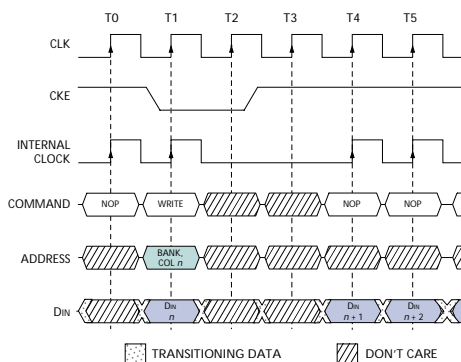 T0 T1 T2 T3 T4 T5
CLK
CKE
INTERNAL
CLOCK
COMMAND NOP WRITE NOP NOP
ADDRESS BANK,
COL n
DIN DIN DIN DIN
n n + 1 n + 2
TRANSITIONING DATA DON'T CARE